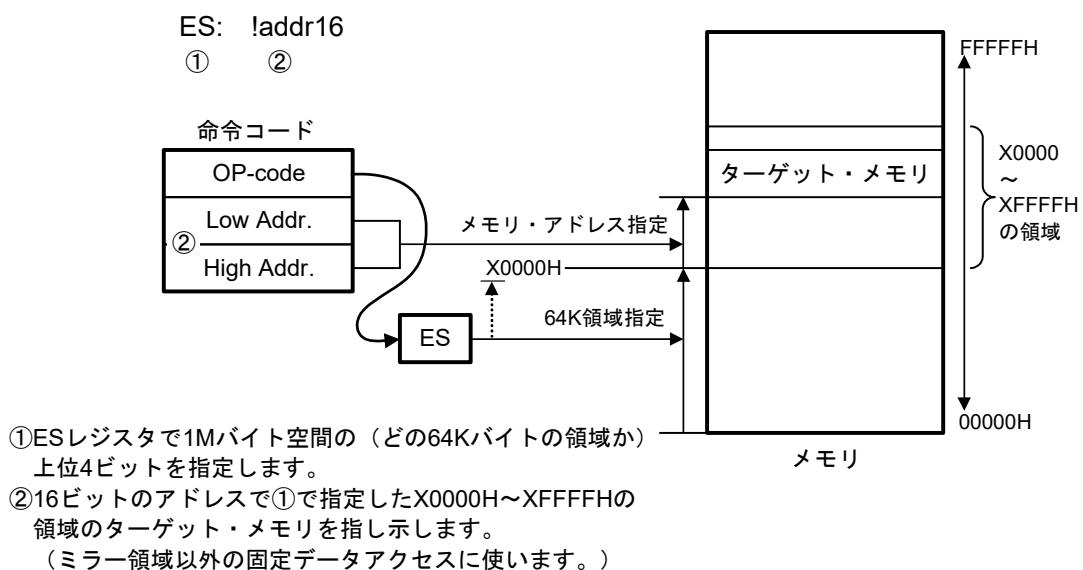 ES: !addr16
① ②
命令コード
OP-code
Low Addr.
②
High Addr.
ES
メモリ・アドレス指定
X0000H
64K領域指定
ターゲット・メモリ
FFFFFH
X0000
～
XFFFFH
の領域
00000H
メモリ
①ESレジスタで1Mバイト空間の（どの64Kバイトの領域か）
上位4ビットを指定します。
②16ビットのアドレスで①で指定したX0000H～XFFFFHの
領域のターゲット・メモリを指し示します。
（ミラー領域以外の固定データアクセスに使います。）